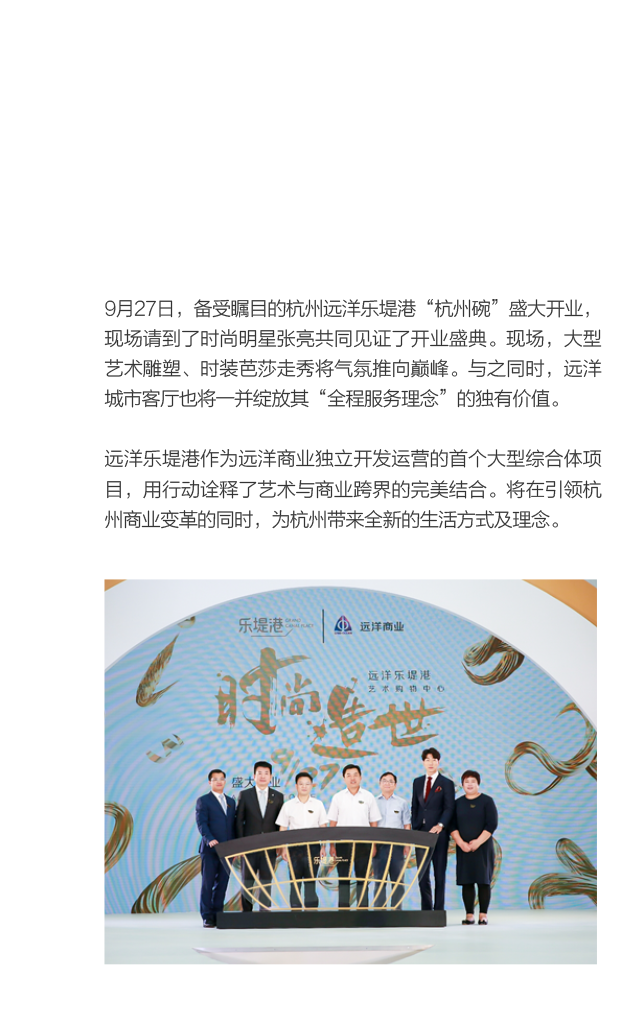 9月27日，备受瞩目的杭州远洋乐堤港“杭州碗”盛大开业，
现场请到了时尚明星张亮共同见证了开业盛典。现场，大型
艺术雕塑、时装芭莎走秀将气氛推向巅峰。与之同时，远洋
城市客厅也将一并绽放其“全程服务理念”的独有价值。
远洋乐堤港作为远洋商业独立开发运营的首个大型综合体项
目，用行动诠释了艺术与商业跨界的完美结合。将在引领杭
州商业变革的同时，为杭州带来全新的生活方式及理念。
乐堤港
远洋商业
远洋乐堤港
艺术购物中心
时尚造世
9/27
盛大 业
乐堤港